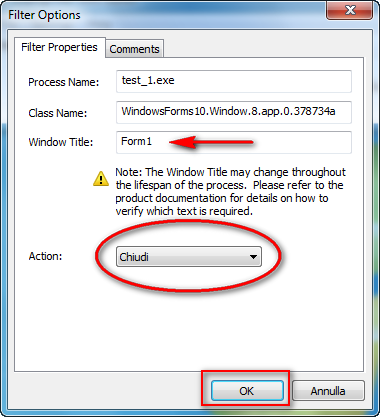 Filter Options
Filter Properties
Comments
Process Name:
test_1.exe
Class Name:
WindowsForms10.Window.8.app.0.378734a
Window Title:
Form1
Note: The Window Title may change throughout
the lifespan of the process. Please refer to the
product documentation for details on how to
verify which text is required.
Action:
Chiudi
OK
Annulla